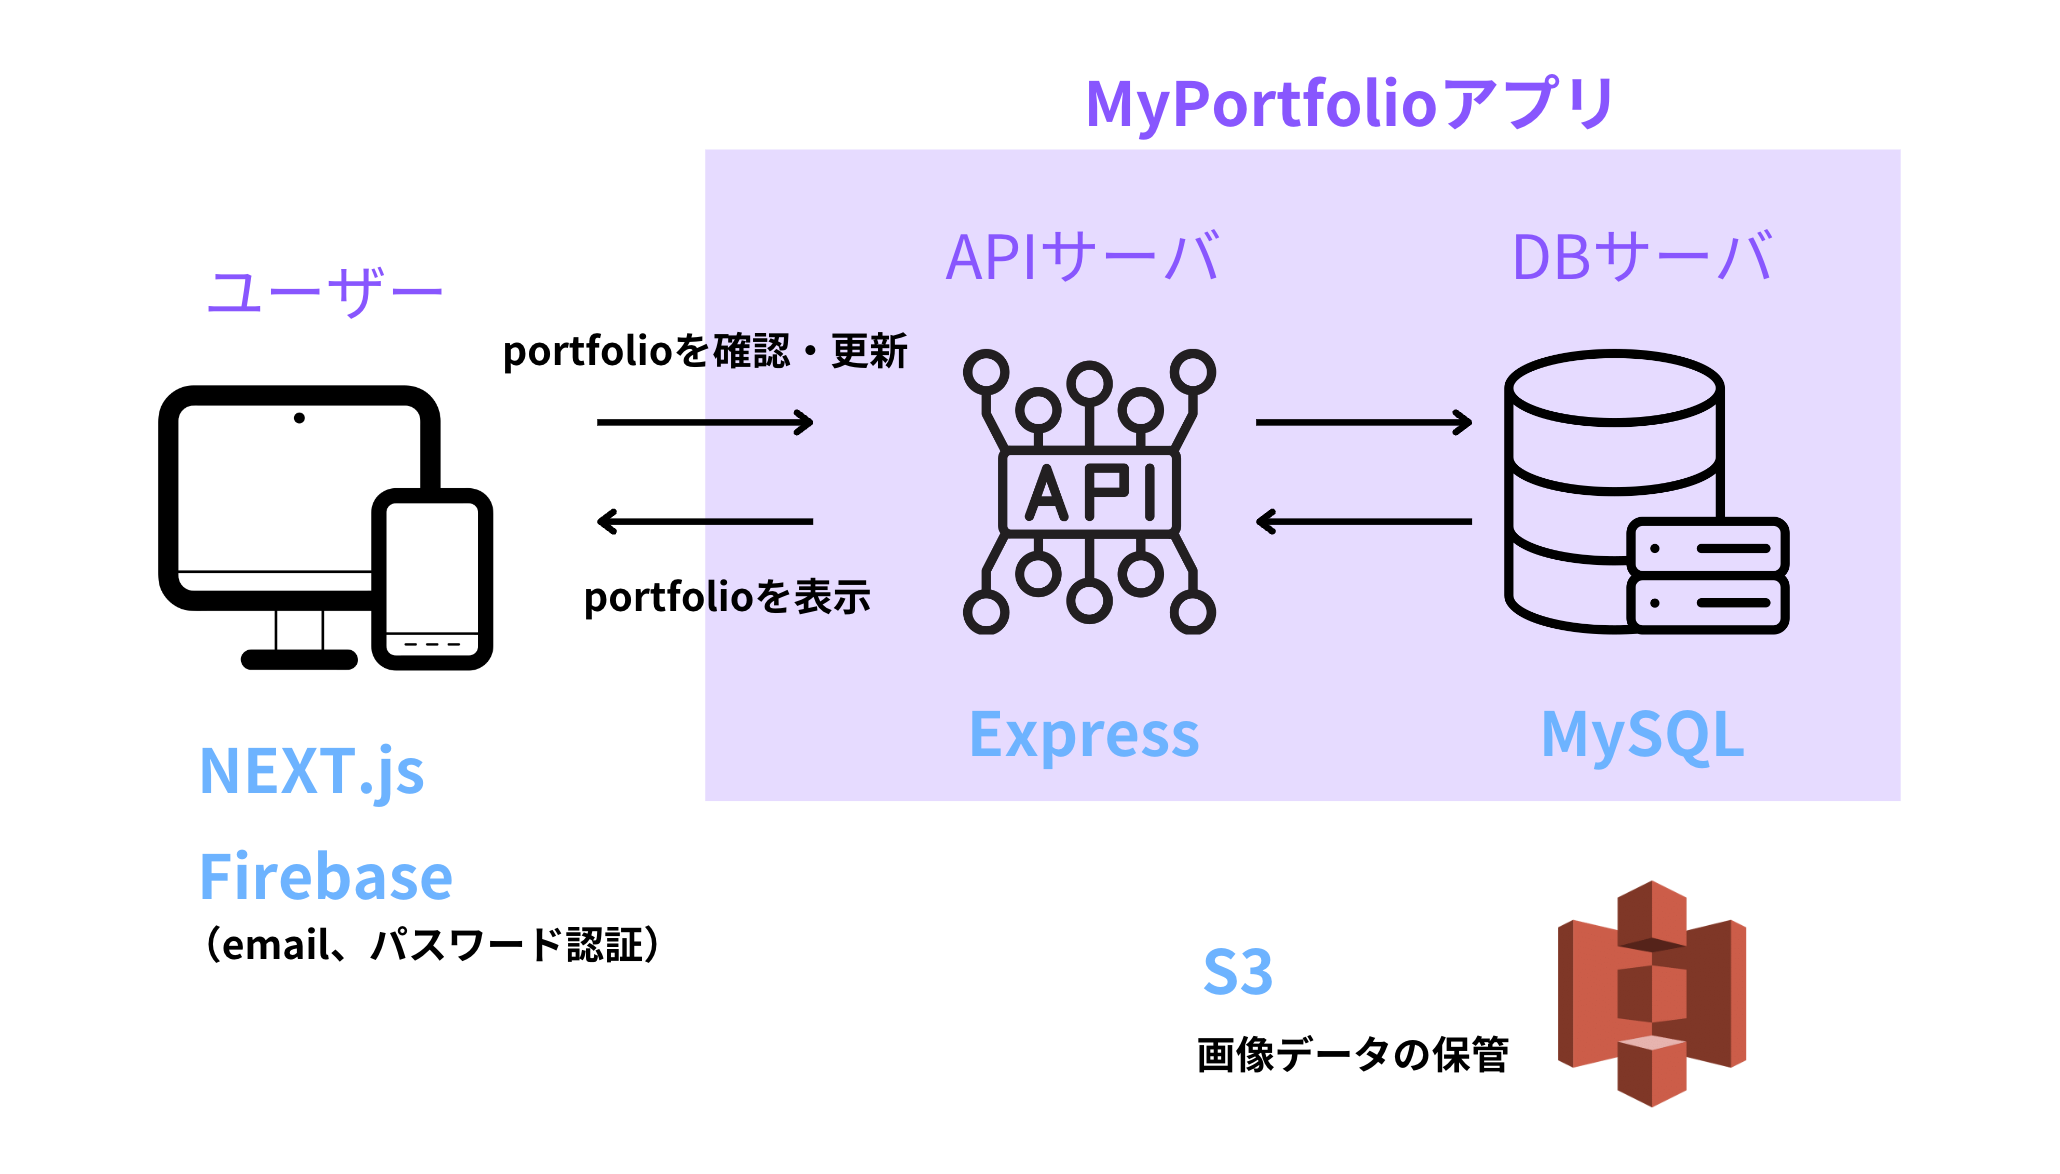 MyPortfolioアプリ
ユーザー
APIサーバ
DBサーバ
portfolioを確認・更新
API
portfolioを表示
NEXT.js
Firebase
（email、パスワード認証）
Express
MySQL
S3
画像データの保管